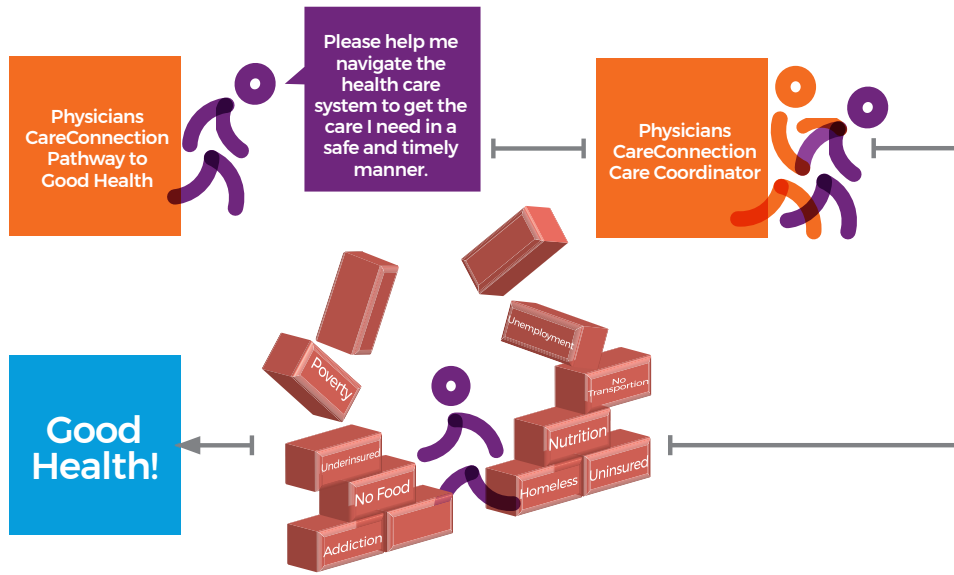 Physicians
CareConnection
Pathway to
Good Health
Please help me
navigate the
health care
system to get the
care I need in a
safe and timely
manner.
Physicians
CareConnection
Care Coordinator
Unemployment
Poverty
No
Transportion
Good
Health!
Nutrition
Underinsured
Uninsured
Homeless
No Food
Addiction